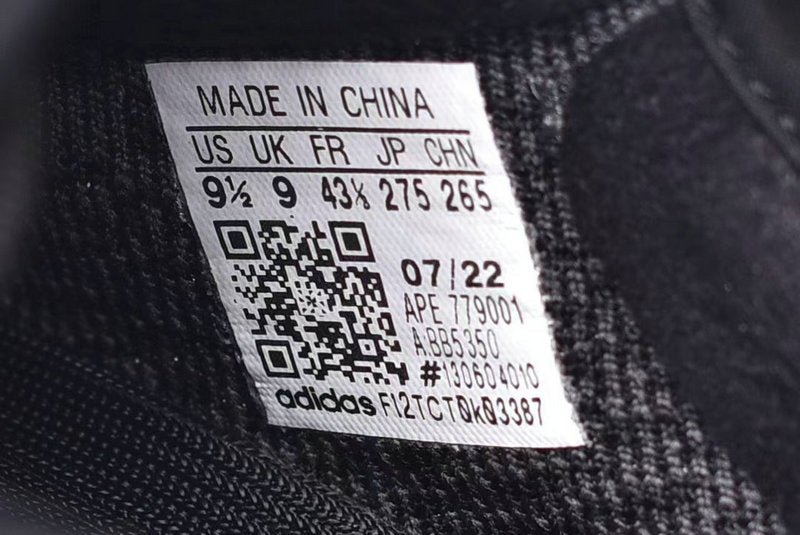 MADE IN CHINA
US UK FR JP CHN
9½ 9 43⅓ 275 265
07/22
APE 779001
A.BB5350
#130604010
adidas F12TCT0k03387